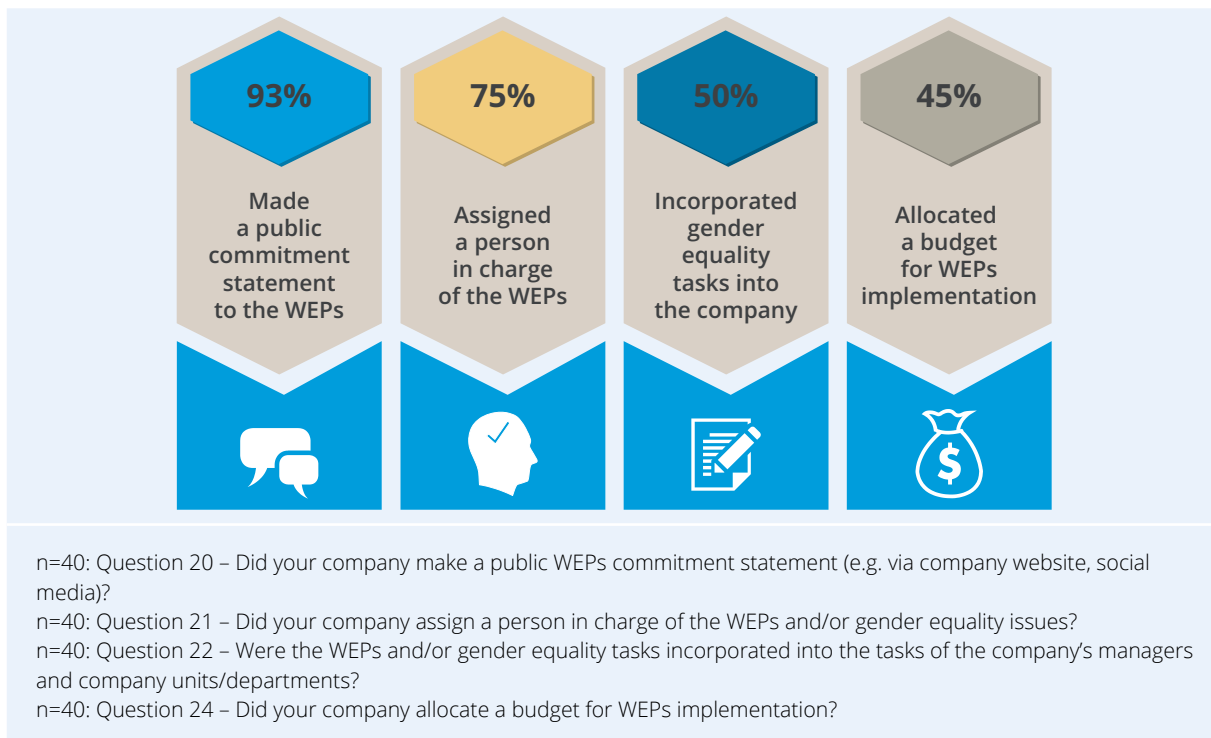 93%
Made
a public
commitment
statement
to the WEPs
75%
Assigned
a person
in charge
of the WEPs
50%
Incorporated
gender
equality
tasks into
the company
45%
Allocated
a budget
for WEPs
implementation
$
n=40: Question 20 – Did your company make a public WEPs commitment statement (e.g. via company website, social
media)?
n=40: Question 21 – Did your company assign a person in charge of the WEPs and/or gender equality issues?
n=40: Question 22 – Were the WEPs and/or gender equality tasks incorporated into the tasks of the company’s managers
and company units/departments?
n=40: Question 24 – Did your company allocate a budget for WEPs implementation?